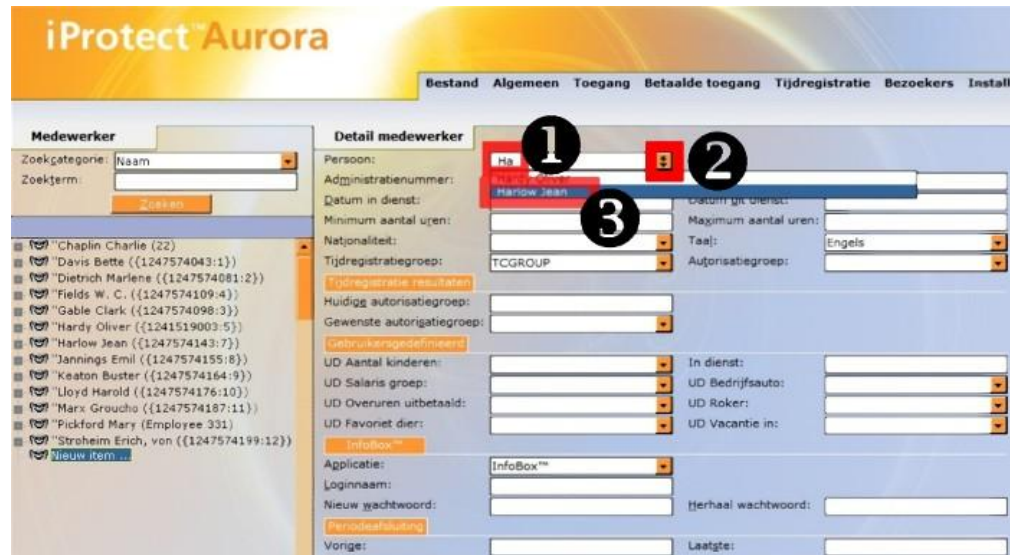 iProtect™Aurora
Bestand Algemeen Toegang Betaalde toegang Tijdregistratie Bezoekers Install
Medewerker
Zoekcategorie: Naam
Zoekterm:
Zoeken
"Chaplin Charlie (22)
"Davis Bette ({1247574043:1})
"Dietrich Marlene ({1247574081:2})
"Fields W. C. ({1247574109:4})
"Gable Clark ({1247574098:3})
"Hardy Oliver ({1241519003:5})
"Harlow Jean ({1247574143:7})
"Jannings Emil ({1247574155:8})
"Keaton Buster ({1247574164:9})
"Lloyd Harold ({1247574176:10})
"Marx Groucho ({1247574187:11})
"Pickford Mary (Employee 331)
"Stroheim Erich, von ({1247574199:12})
Nieuw item ...
Detail medewerker
Persoon: Ha
1
2
Administratienummer:
Harlow Jean
3
Datum in dienst: Datum uit dienst:
Minimum aantal uren: Maximum aantal uren:
Nationaliteit: Taal: Engels
Tijdregistratiegroep: TCGROUP Autorisatiegroep:
Tijdregistratie resultaten
Huidige autorisatiegroep:
Gewenste autorisatiegroep:
Gebruikersgedefinieerd
UD Aantal kinderen: In dienst:
UD Salaris groep: UD Bedrijfsauto:
UD Overuren uitbetaald: UD Roker:
UD Favoriet dier: UD Vacantie in:
InfoBox™
Applicatie: InfoBox™
Loginnaam:
Nieuw wachtwoord: Herhaal wachtwoord:
Periodeafsluiting
Vorige: Laatste: